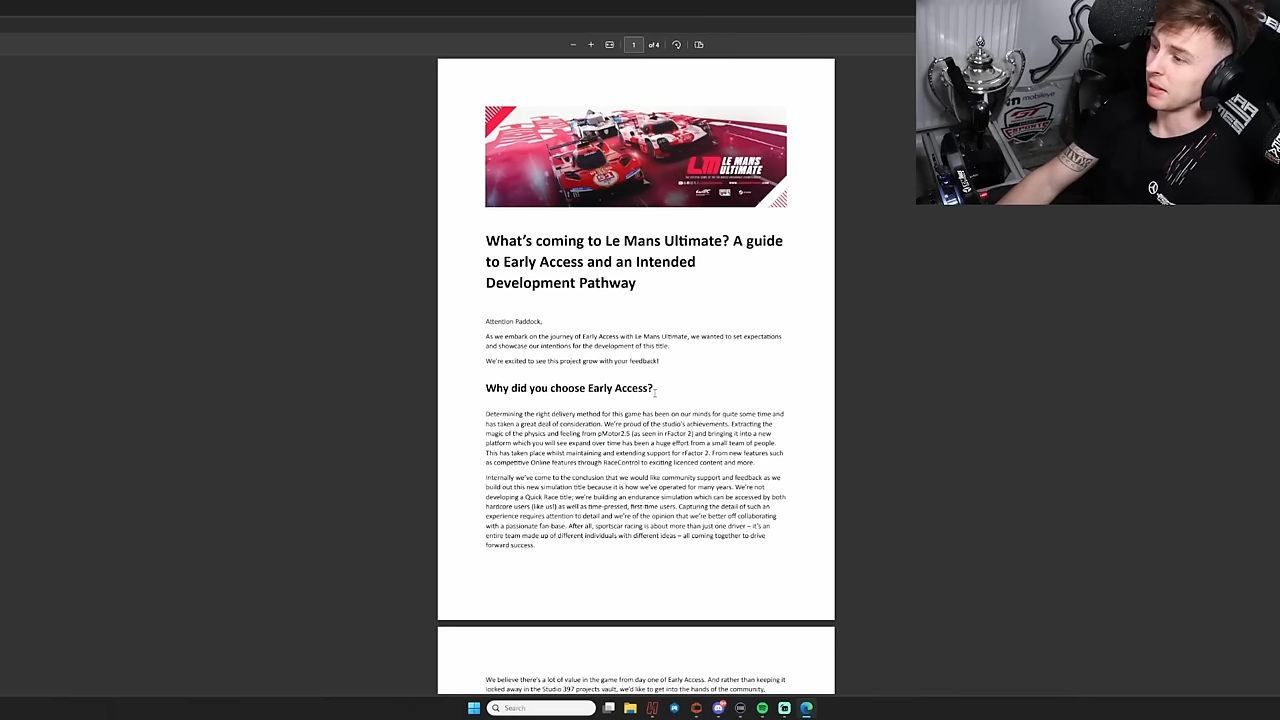 1 of 4
LM LE MANS
ULTIMATE
What's coming to Le Mans Ultimate? A guide
to Early Access and an Intended
Development Pathway
Attention Paddock,
As we embark on the journey of Early Access with Le Mans Ultimate, we wanted to set expectations
and showcase our intentions for the development of this title.
We're excited to see this project grow with your feedback!
Why did you choose Early Access?
Determining the right delivery method for this game has been on our minds for quite some time and
has taken a great deal of consideration. We're proud of the studio's achievements. Extracting the
magic of the physics and feeling from pMotor2.5 (as seen in rFactor 2) and bringing it into a new
platform which you will see expand over time has been a huge effort from a small team of people.
This has taken place whilst maintaining and extending support for rFactor 2. From new features such
as competitive Online features through RaceControl to exciting licenced content and more.
Internally we've come to the conclusion that we would like community support and feedback as we
build out this new simulation title because it is how we've operated for many years. We're not
developing a Quick Race title; we're building an endurance simulation which can be accessed by both
hardcore users (like us!) as well as time-pressed, first-time users. Capturing the detail of such an
experience requires attention to detail and we're of the opinion that we're better off collaborating
with a passionate fan-base. After all, sportscar racing is about more than just one driver – it's an
entire team made up of different individuals with different ideas – all coming together to drive
forward success.
We believe there's a lot of value in the game from day one of Early Access. And rather than keeping it
locked away in the Studio 397 projects vault, we'd like to get into the hands of the community,
mobileye
GT
ESPORTS
Search